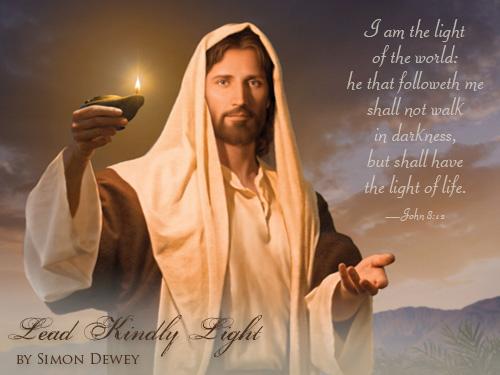 I am the light
of the world:
he that followeth me
shall not walk
in darkness,
but shall have
the light of life.
—John 8:12
Lead Kindly Light
BY SIMON DEWEY